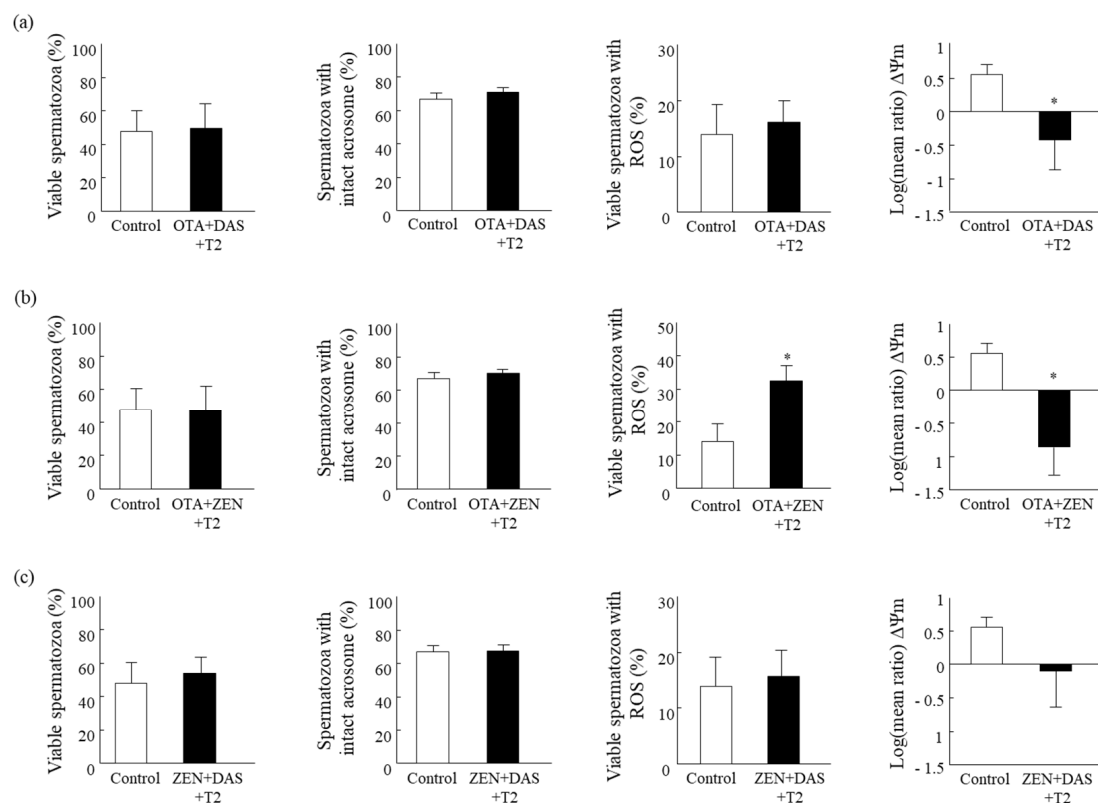 (a)
Viable spermatozoa (%)
100
80
60
40
20
0
Control
OTA+DAS
+T2
Spermatozoa with
intact acrosome (%)
100
80
60
40
20
0
Control
OTA+DAS
+T2
Viable spermatozoa with
ROS (%)
30
20
10
0
Control
OTA+DAS
+T2
Log(mean ratio) ΔΨm
1
0.5
0
- 0.5
- 1
- 1.5
*
Control
OTA+DAS
+T2
(b)
Viable spermatozoa (%)
100
80
60
40
20
0
Control
OTA+ZEN
+T2
Spermatozoa with
intact acrosome (%)
100
80
60
40
20
0
Control
OTA+ZEN
+T2
Viable spermatozoa with
ROS (%)
50
40
30
20
10
0
*
Control
OTA+ZEN
+T2
Log(mean ratio) ΔΨm
1
0.5
0
- 0.5
1
- 1.5
*
Control
OTA+ZEN
+T2
(c)
Viable spermatozoa (%)
100
80
60
40
20
0
Control
ZEN+DAS
+T2
Spermatozoa with
intact acrosome (%)
100
80
60
40
20
0
Control
ZEN+DAS
+T2
Viable spermatozoa with
ROS (%)
30
20
10
0
Control
ZEN+DAS
+T2
Log(mean ratio) ΔΨm
1
0.5
0
- 0.5
1
- 1.5
Control
ZEN+DAS
+T2